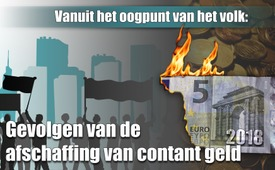 Vanuit het oogpunt van het volk:
5
EURO
2018
Gevolgen van de
afschaffing van contant geld